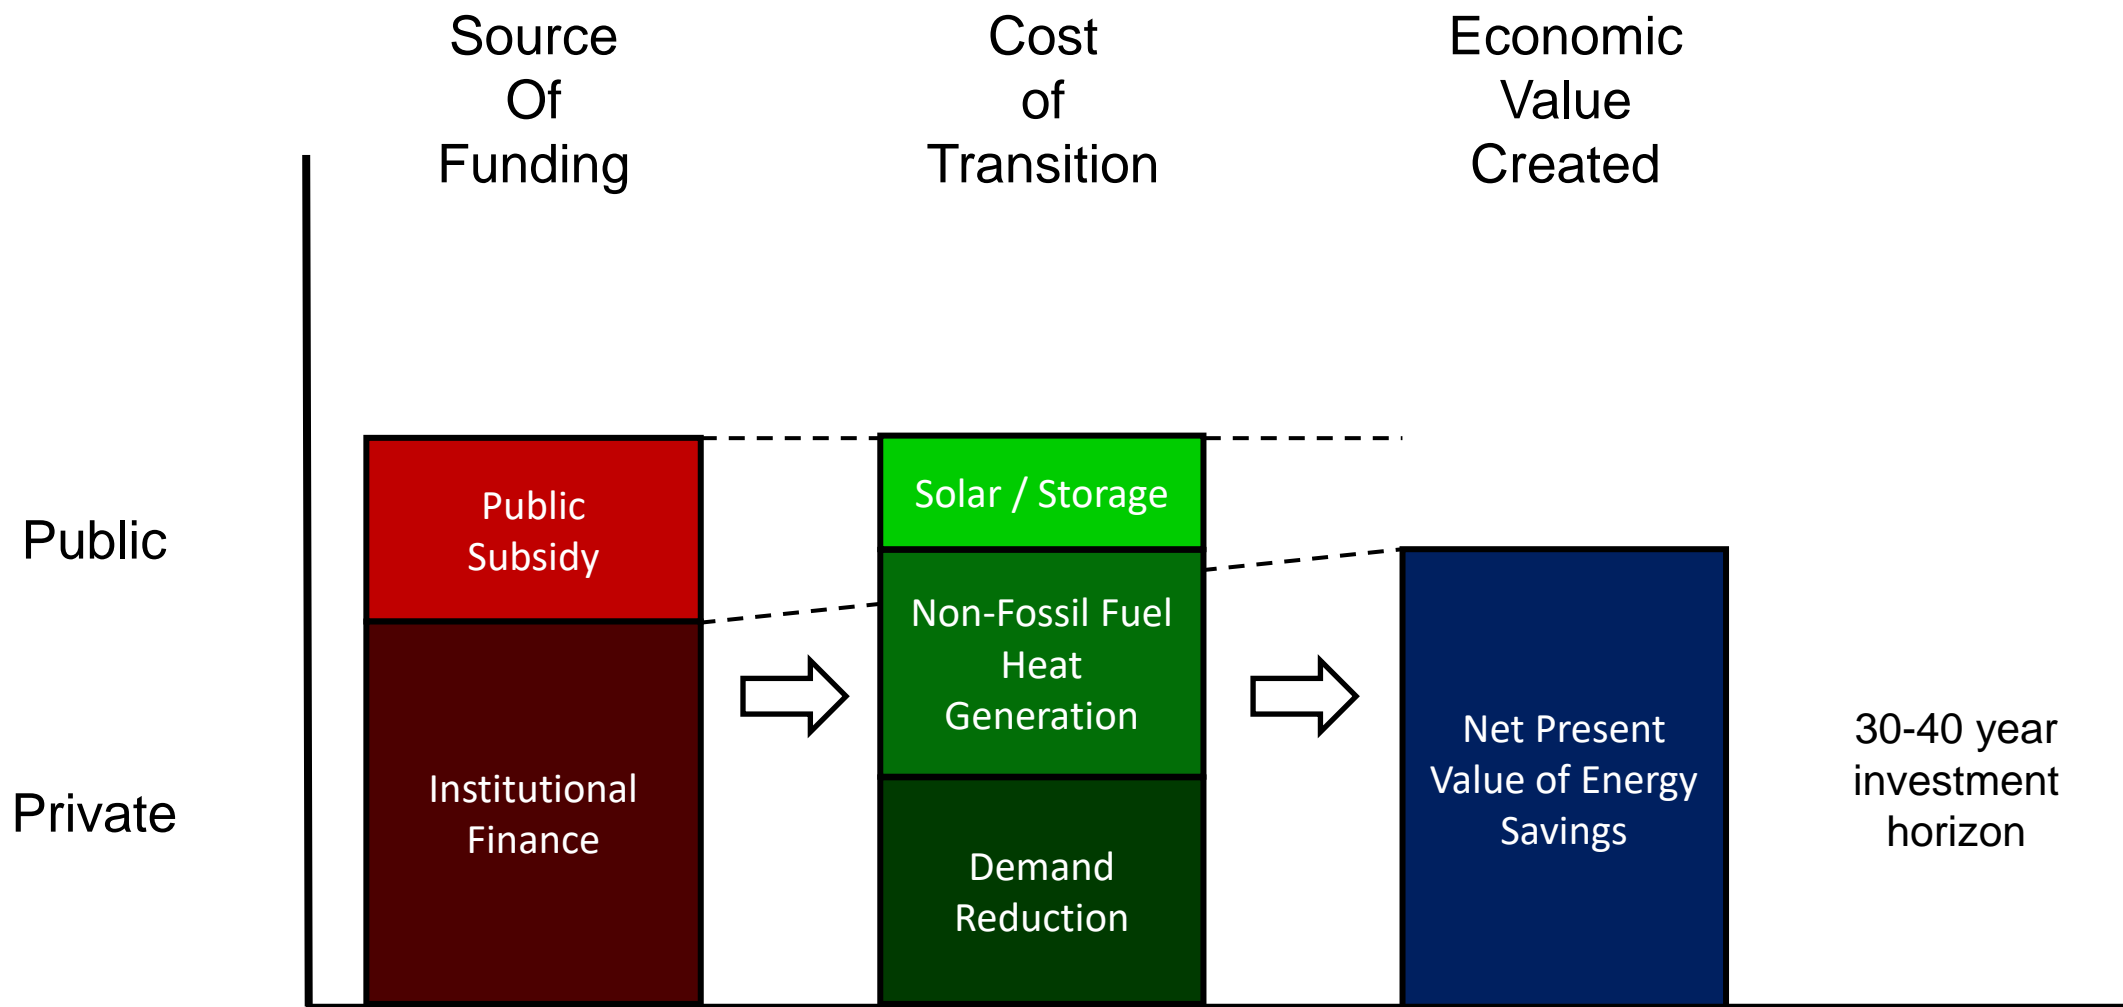 Source
Of
Funding
Cost
of
Transition
Economic
Value
Created
Public
Private
Public
Subsidy
Institutional
Finance
Solar / Storage
Non-Fossil Fuel
Heat
Generation
Demand
Reduction
Net Present
Value of Energy
Savings
30-40 year
investment
horizon